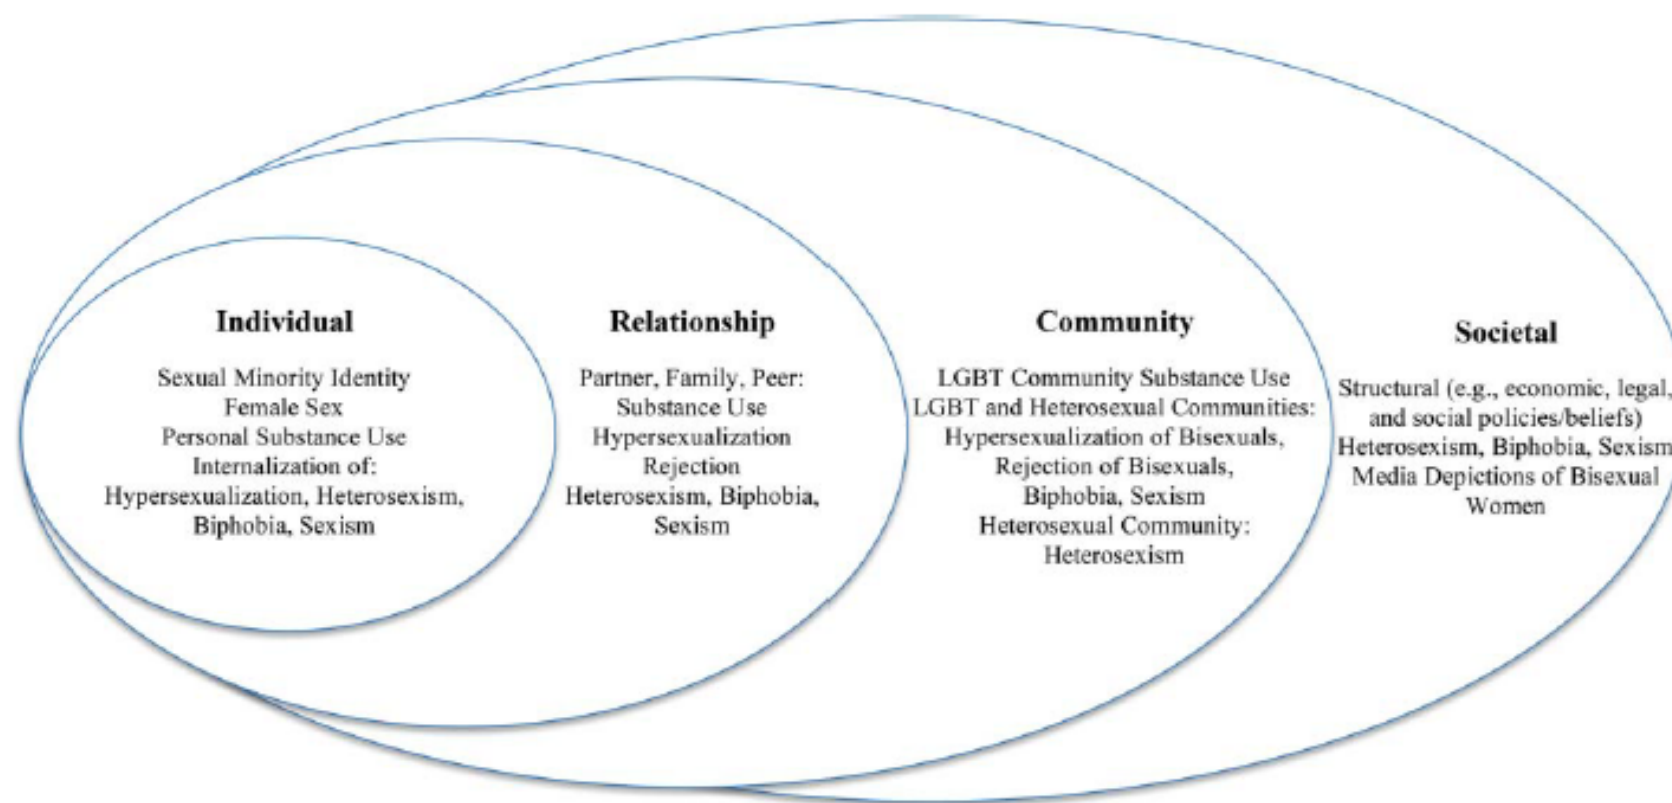 Individual
Sexual Minority Identity
Female Sex
Personal Substance Use
Internalization of:
Hypersexualization, Heterosexism,
Biphobia, Sexism
Relationship
Partner, Family, Peer:
Substance Use
Hypersexualization
Rejection
Heterosexism, Biphobia,
Sexism
Community
LGBT Community Substance Use
LGBT and Heterosexual Communities:
Hypersexualization of Bisexuals,
Rejection of Bisexuals,
Biphobia, Sexism
Heterosexual Community:
Heterosexism
Societal
Structural (e.g., economic, legal,
and social policies/beliefs)
Heterosexism, Biphobia, Sexism
Media Depictions of Bisexual
Women